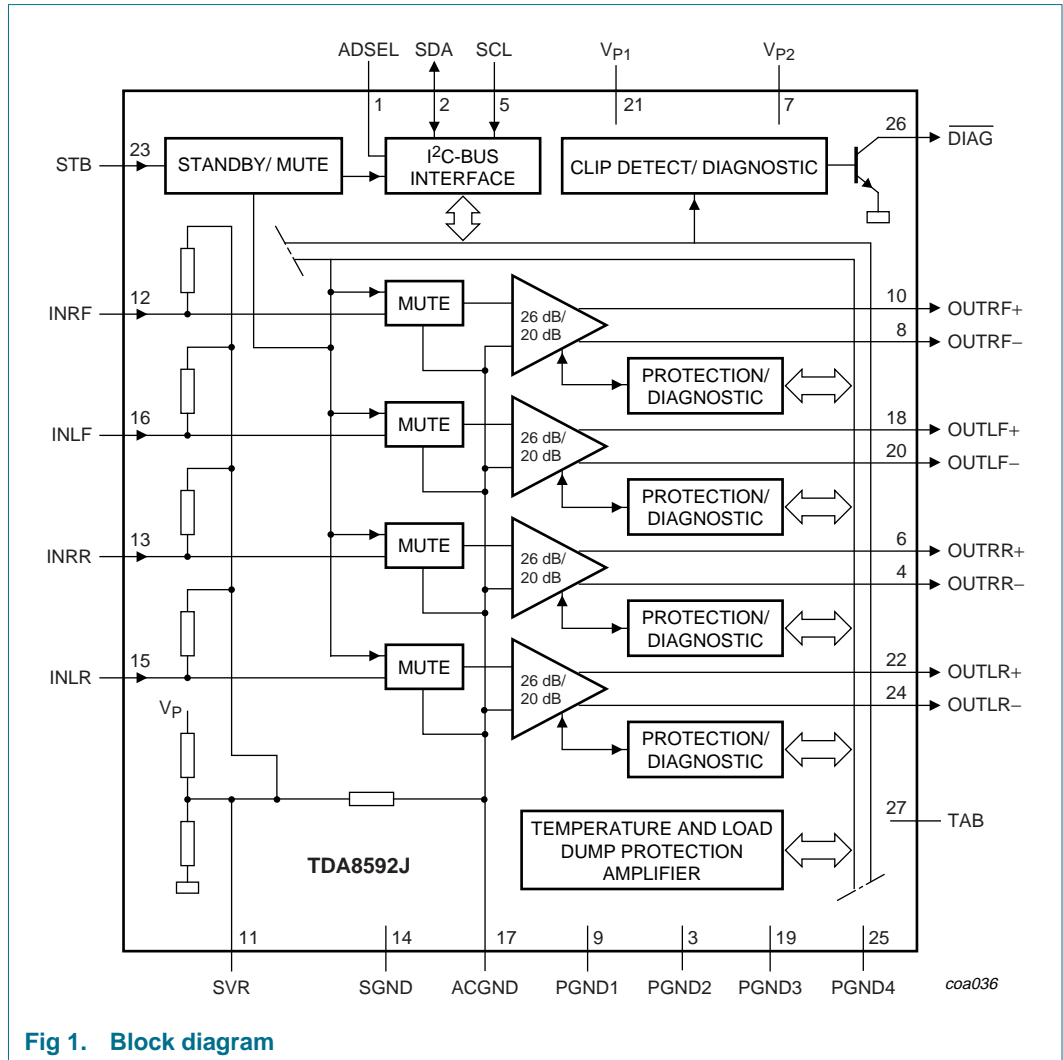 ADSEL SDA SCL VP1 VP2
1 2 5 21 7
26 DIAG
STB 23 STANDBY/ MUTE I²C-BUS INTERFACE CLIP DETECT/ DIAGNOSTIC
INRF 12 MUTE 26 dB/ 20 dB 10 OUTRF+
8 OUTRF−
PROTECTION/ DIAGNOSTIC
INLF 16 MUTE 26 dB/ 20 dB 18 OUTLF+
20 OUTLF−
PROTECTION/ DIAGNOSTIC
INRR 13 MUTE 26 dB/ 20 dB 6 OUTRR+
4 OUTRR−
PROTECTION/ DIAGNOSTIC
INLR 15 MUTE 26 dB/ 20 dB 22 OUTLR+
24 OUTLR−
VP
PROTECTION/ DIAGNOSTIC
27 TAB
TEMPERATURE AND LOAD
DUMP PROTECTION
AMPLIFIER
TDA8592J
11 14 17 9 3 19 25
SVR SGND ACGND PGND1 PGND2 PGND3 PGND4
coa036
Fig 1. Block diagram